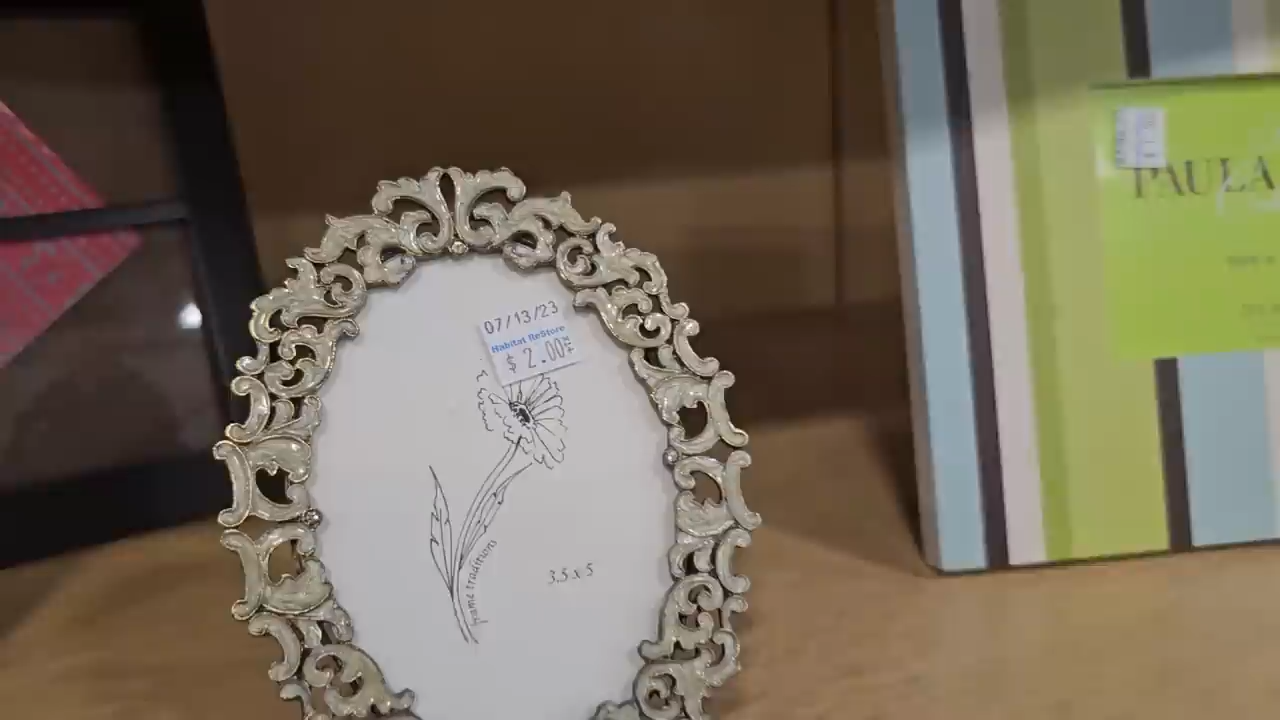 07/13/23
Habitat ReStore
$ 2.00
frame traditions
3.5 x 5
PAULA